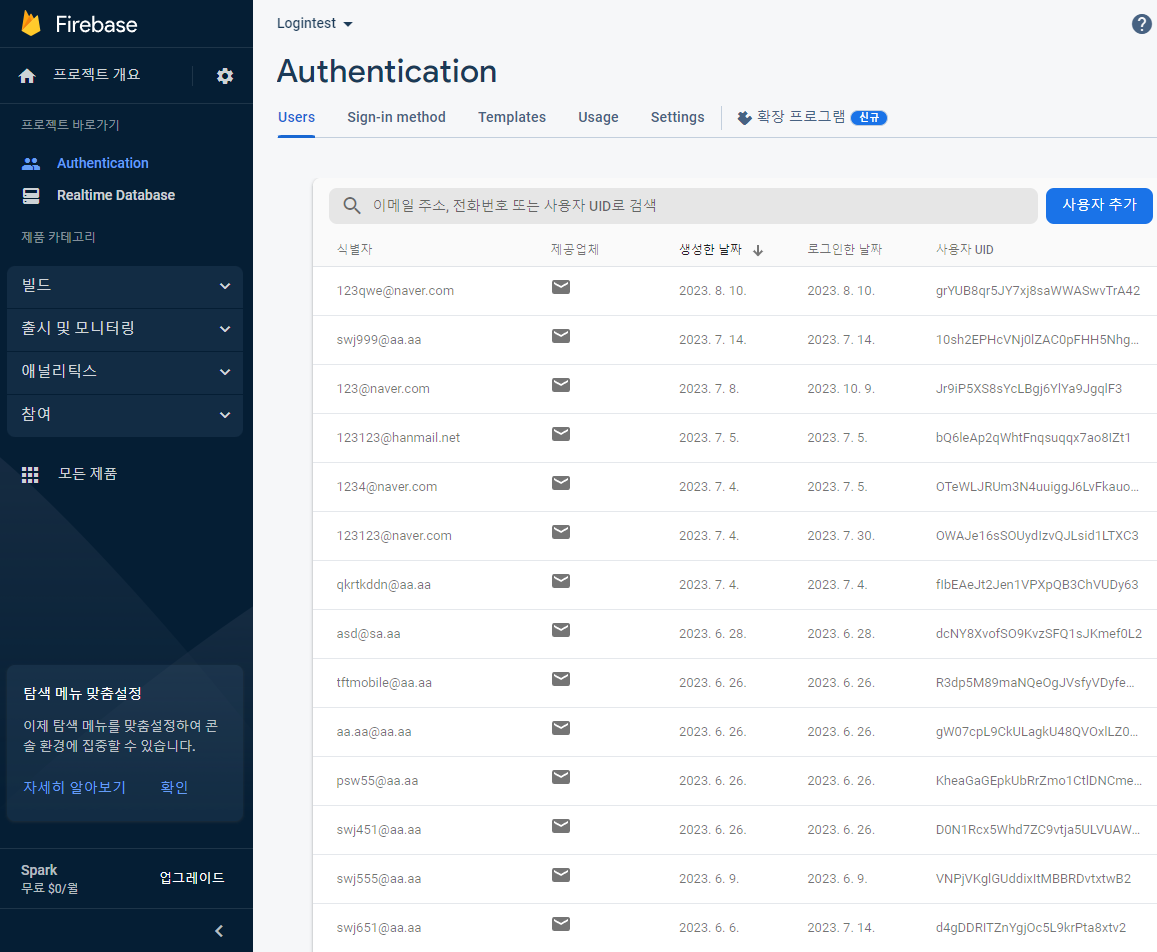 Firebase
프로젝트 개요
프로젝트 바로가기
Authentication
Realtime Database
제품 카테고리
빌드
출시 및 모니터링
애널리틱스
참여
모든 제품
탐색 메뉴 맞춤설정
이제 탐색 메뉴를 맞춤설정하여 콘
솔 환경에 집중할 수 있습니다.
자세히 알아보기 확인
Spark
무료 $0/월
업그레이드
Logintest
Authentication
Users Sign-in method Templates Usage Settings 확장 프로그램 신규
이메일 주소, 전화번호 또는 사용자 UID로 검색 사용자 추가
식별자 제공업체 생성한 날짜 로그인한 날짜 사용자 UID
123qwe@naver.com 2023. 8. 10. 2023. 8. 10. grYUB8qr5JY7xj8saWWASwvTrA42
swj999@aa.aa 2023. 7. 14. 2023. 7. 14. 10sh2EPHcVNj0lZAC0pFHH5Nhg...
123@naver.com 2023. 7. 8. 2023. 10. 9. Jr9iP5XS8sYcLBgj6YlYa9JgqlF3
123123@hanmail.net 2023. 7. 5. 2023. 7. 5. bQ6leAp2qWhtFnqsuqqx7ao8IZt1
1234@naver.com 2023. 7. 4. 2023. 7. 5. OTeWLJRUm3N4uuiggJ6LvFkauo...
123123@naver.com 2023. 7. 4. 2023. 7. 30. OWAJe16sSOUydIzvQJLsid1LTXC3
qkrtkddn@aa.aa 2023. 7. 4. 2023. 7. 4. fIbEAeJt2Jen1VPXpQB3ChVUDy63
asd@sa.aa 2023. 6. 28. 2023. 6. 28. dcNY8XvofSO9KvzSFQ1sJKmef0L2
tftmobile@aa.aa 2023. 6. 26. 2023. 6. 26. R3dp5M89maNQeOgJVsfyVDyfe...
aa.aa@aa.aa 2023. 6. 26. 2023. 6. 26. gW07cpL9CkULagkU48QVOxlLZ0...
psw55@aa.aa 2023. 6. 26. 2023. 6. 26. KheaGaGEpkUbRrZmo1CtlDNCme...
swj451@aa.aa 2023. 6. 26. 2023. 6. 26. D0N1Rcx5Whd7ZC9vtja5ULVUAW...
swj555@aa.aa 2023. 6. 9. 2023. 6. 9. VNPjVKglGUddixItMBBRDvtxtwB2
swj651@aa.aa 2023. 6. 6. 2023. 7. 14. d4gDDRITZnYgjOc5L9krPta8xtv2